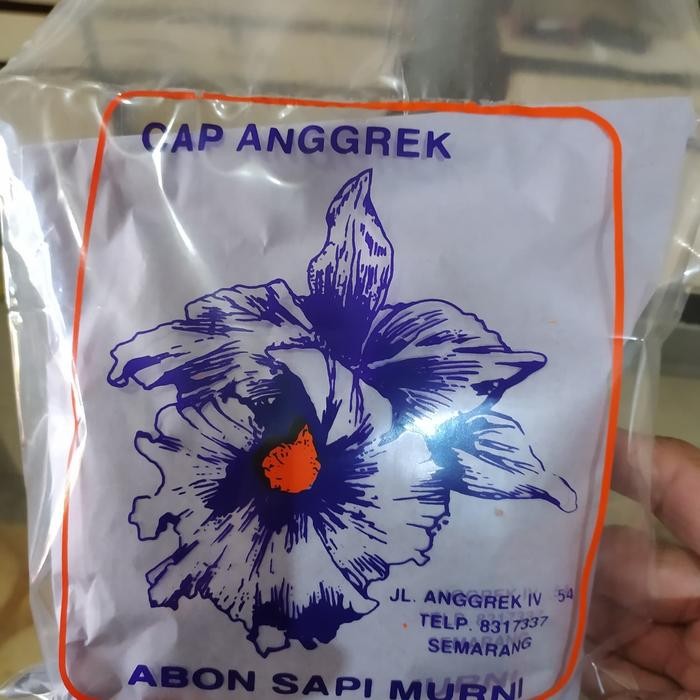 CAP ANGGREK
JL. ANGGREK IV 54
TELP. 8317337
SEMARANG
ABON SAPI MURNI